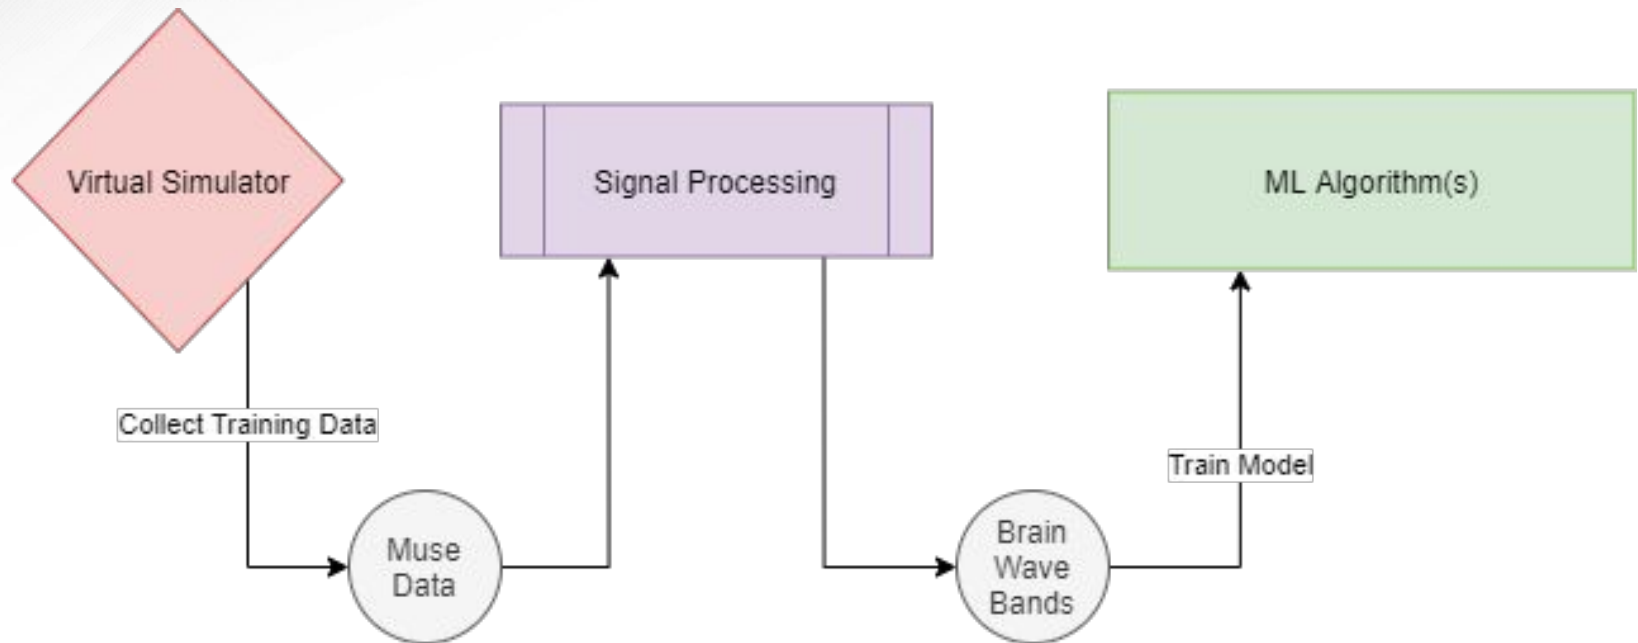 Virtual Simulator
Signal Processing
ML Algorithm(s)
Collect Training Data
Train Model
Muse
Data
Brain
Wave
Bands